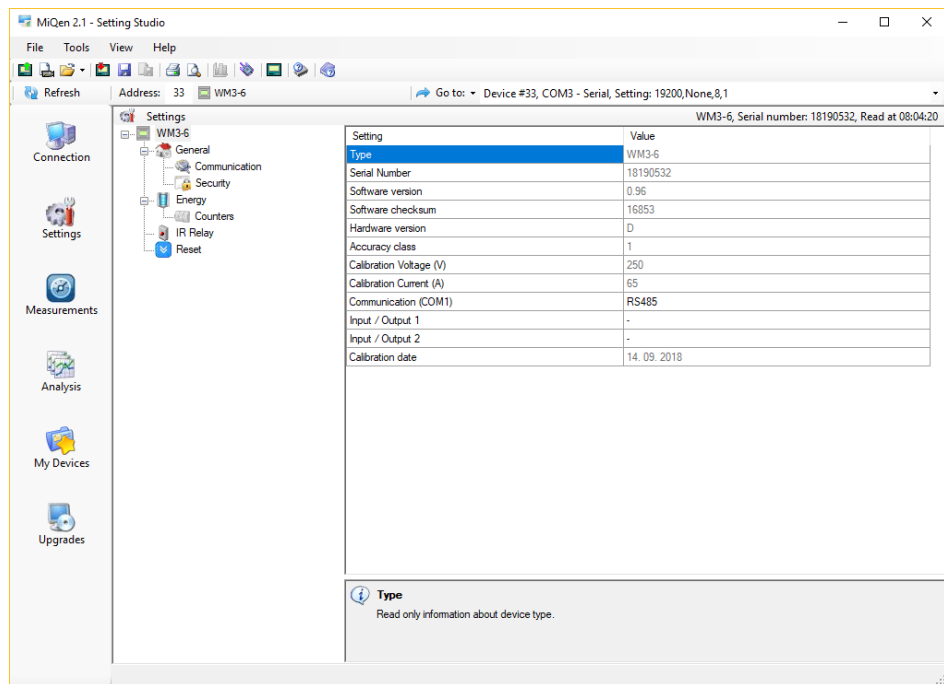 MiQen 2.1 - Setting Studio
File Tools View Help
Refresh Address: 33 WM3-6 Go to: Device #33, COM3 - Serial, Setting: 19200,None,8,1
Settings WM3-6, Serial number: 18190532, Read at 08:04:20
Connection
Settings
Measurements
Analysis
My Devices
Upgrades
WM3-6
General
Communication
Security
Energy
Counters
IR Relay
Reset
Setting Value
Type WM3-6
Serial Number 18190532
Software version 0.96
Software checksum 16853
Hardware version D
Accuracy class 1
Calibration Voltage (V) 250
Calibration Current (A) 65
Communication (COM1) RS485
Input / Output 1 -
Input / Output 2 -
Calibration date 14. 09. 2018
Type
Read only information about device type.